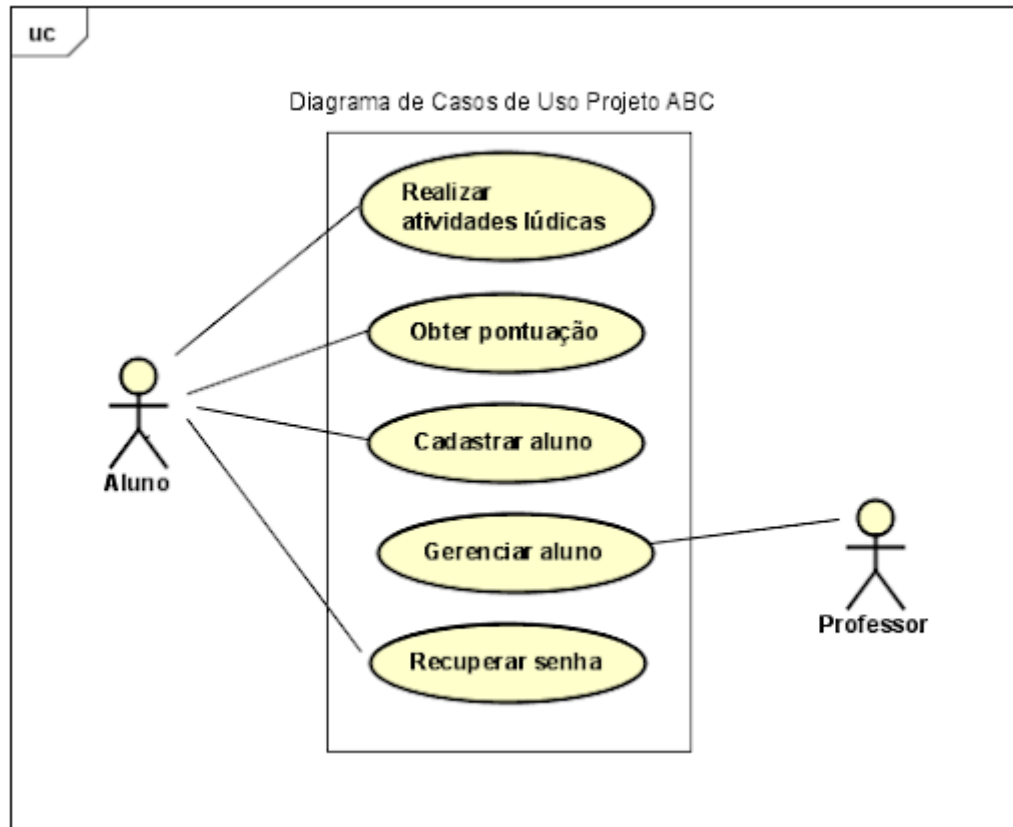 uc
Diagrama de Casos de Uso Projeto ABC
Realizar
atividades lúdicas
Obter pontuação
Cadastrar aluno
Aluno
Gerenciar aluno
Professor
Recuperar senha